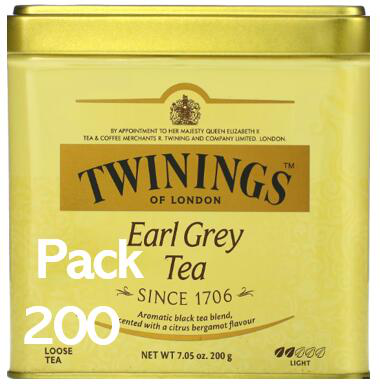 BY APPOINTMENT TO HER MAJESTY QUEEN ELIZABETH II
TEA & COFFEE MERCHANTS R. TWINING AND COMPANY LIMITED. LONDON.
TWININGS™
OF LONDON
Earl Grey
Tea
Pack
SINCE 1706
200
Aromatic black tea blend,
scented with a citrus bergamot flavour
LOOSE
TEA
NET WT 7.05 oz. 200 g
LIGHT